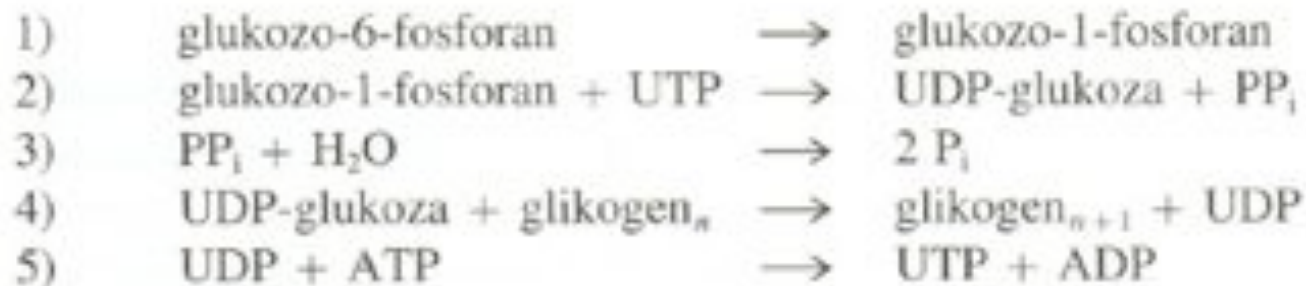 1) glukozo-6-fosforan → glukozo-1-fosforan
2) glukozo-1-fosforan + UTP → UDP-glukoza + PPᵢ
3) PPᵢ + H₂O → 2 Pᵢ
4) UDP-glukoza + glikogenₙ → glikogenₙ₊₁ + UDP
5) UDP + ATP → UTP + ADP